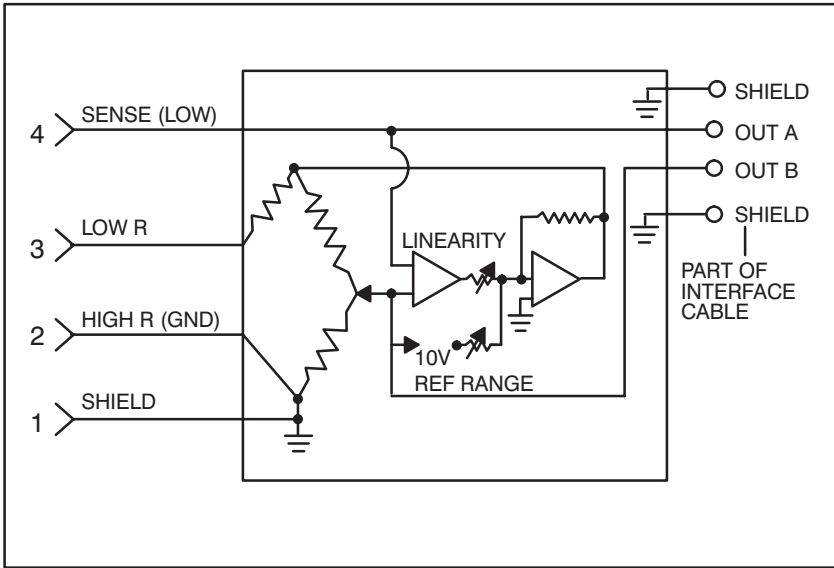 SHIELD
4 SENSE (LOW)
OUT A
OUT B
3 LOW R
LINEARITY
SHIELD
PART OF
INTERFACE
CABLE
2 HIGH R (GND)
10V
REF RANGE
1 SHIELD